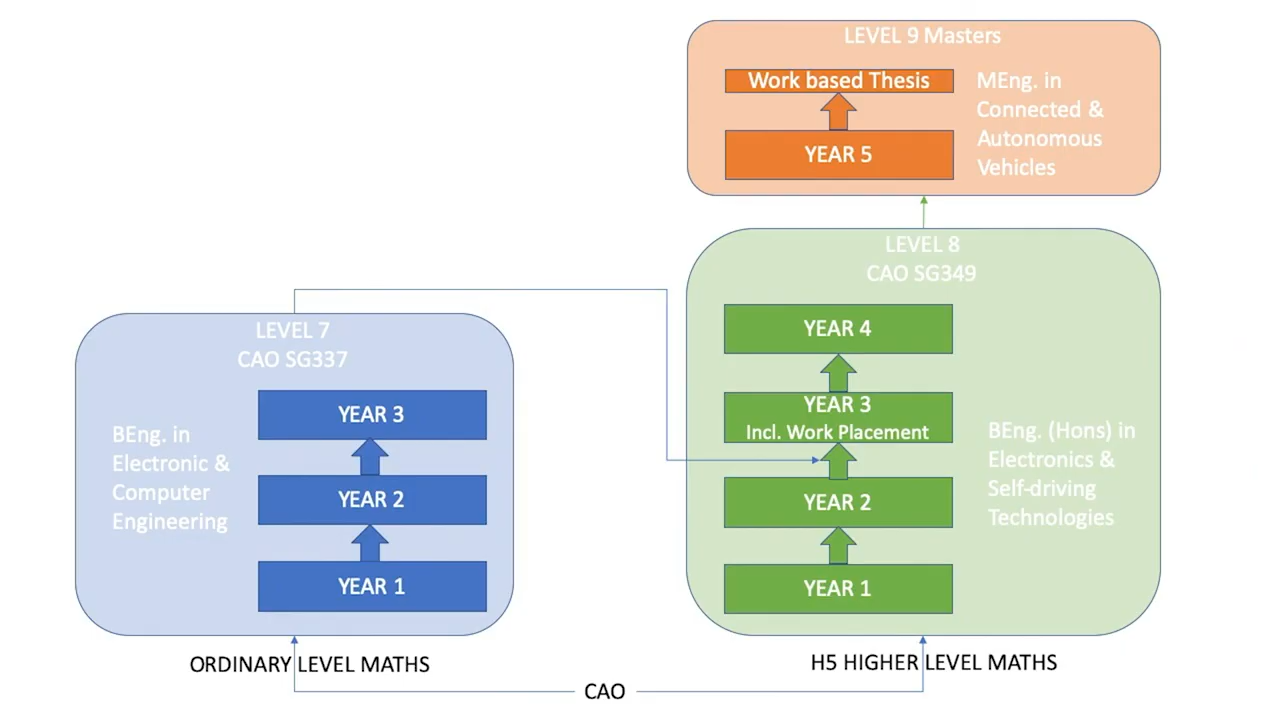 LEVEL 9 Masters
Work based Thesis
YEAR 5
MEng. in
Connected &
Autonomous
Vehicles
LEVEL 7
CAO SG337
YEAR 3
YEAR 2
YEAR 1
BEng. in
Electronic &
Computer
Engineering
LEVEL 8
CAO SG349
YEAR 4
YEAR 3
Incl. Work Placement
YEAR 2
YEAR 1
BEng. (Hons) in
Electronics &
Self-driving
Technologies
ORDINARY LEVEL MATHS
H5 HIGHER LEVEL MATHS
CAO